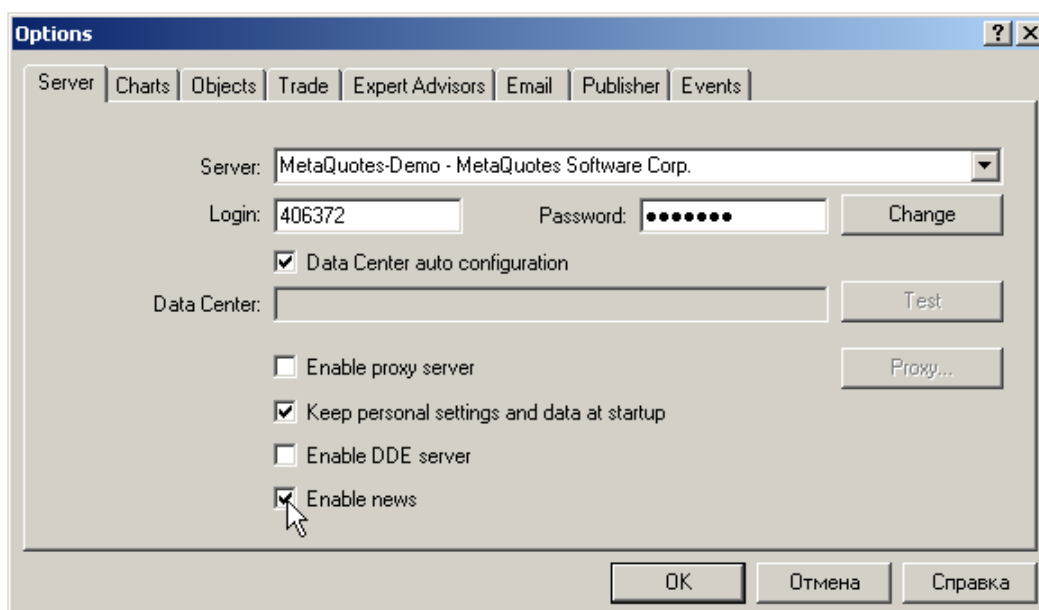 Options
Server Charts Objects Trade Expert Advisors Email Publisher Events
Server: MetaQuotes-Demo - MetaQuotes Software Corp.
Login: 406372 Password: ●●●●●●● Change
Data Center auto configuration
Data Center: Test
Enable proxy server Proxy...
Keep personal settings and data at startup
Enable DDE server
Enable news
OK Отмена Справка